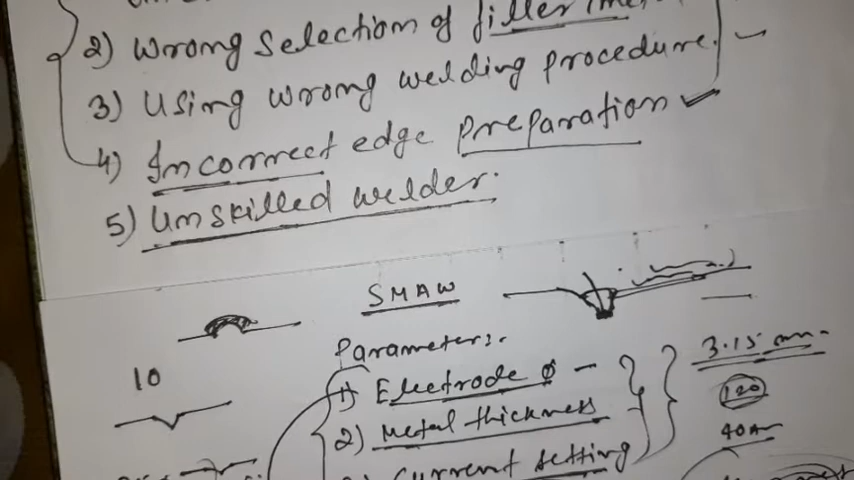 2) Wrong selection of filler
3) Using wrong welding procedure.
4) Incorrect edge preparation
5) Unskilled welder.
SMAW
10
Parameters:
1) Electrode ϕ
2) Metal thickness
Current setting
3.15 mm
120